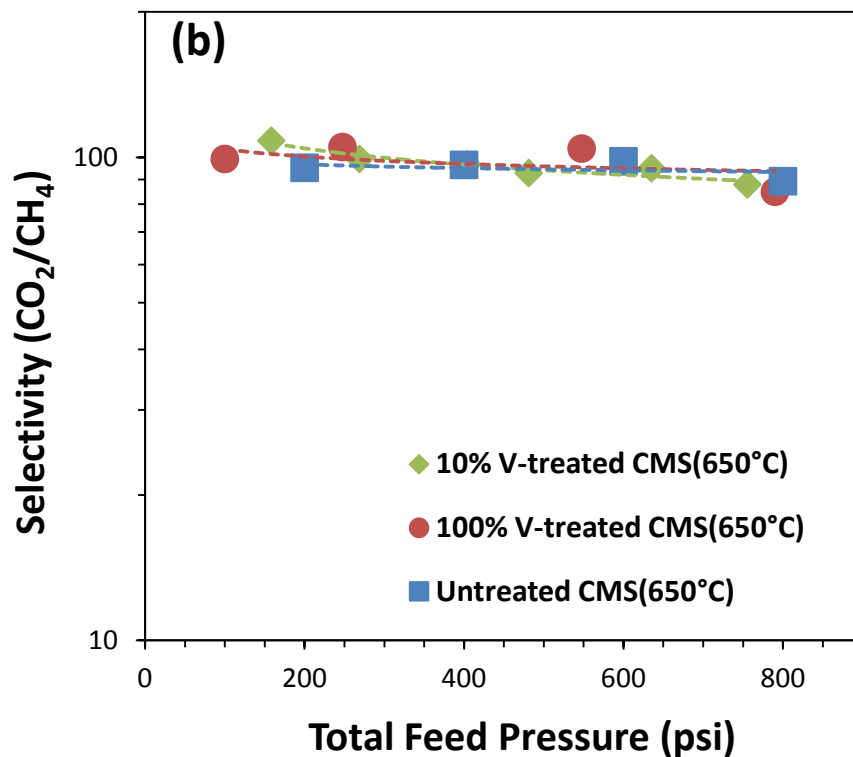 (b)
100
10
Selectivity (CO₂/CH₄)
10% V-treated CMS(650°C)
100% V-treated CMS(650°C)
Untreated CMS(650°C)
0 200 400 600 800
Total Feed Pressure (psi)